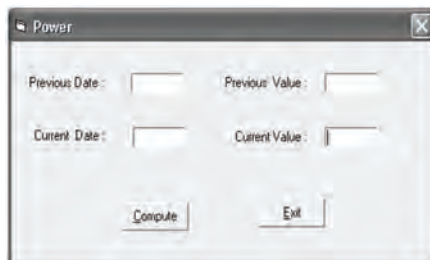 Power
Previous Date : Previous Value :
Current Date : Current Value :
Compute Exit